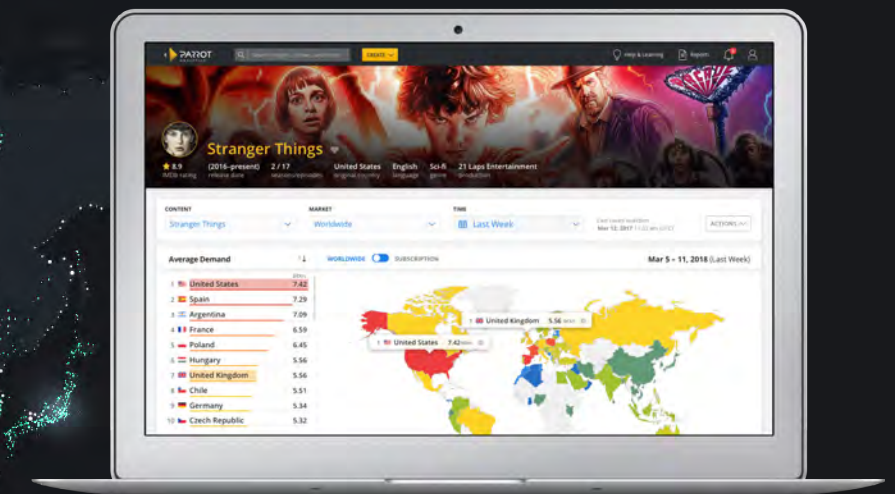 PARROT
CREATE
Help & Learning
Reports
Stranger Things
8.9
IMDb rating
(2016-present)
release date
2 / 17
seasons/episodes
United States
original country
English
language
Sci-fi
genre
21 Laps Entertainment
production
CONTENT
Stranger Things
MARKET
Worldwide
TIME
Last Week
ACTIONS
Average Demand
WORLDWIDE
SUBSCRIPTION
Mar 5 - 11, 2018 (Last Week)
1 United States 7.42
2 Spain 7.29
3 Argentina 7.09
4 France 6.59
5 Poland 6.45
6 Hungary 5.56
7 United Kingdom 5.56
8 Chile 5.51
9 Germany 5.34
10 Czech Republic 5.32
United Kingdom 5.56
1 United States 7.42